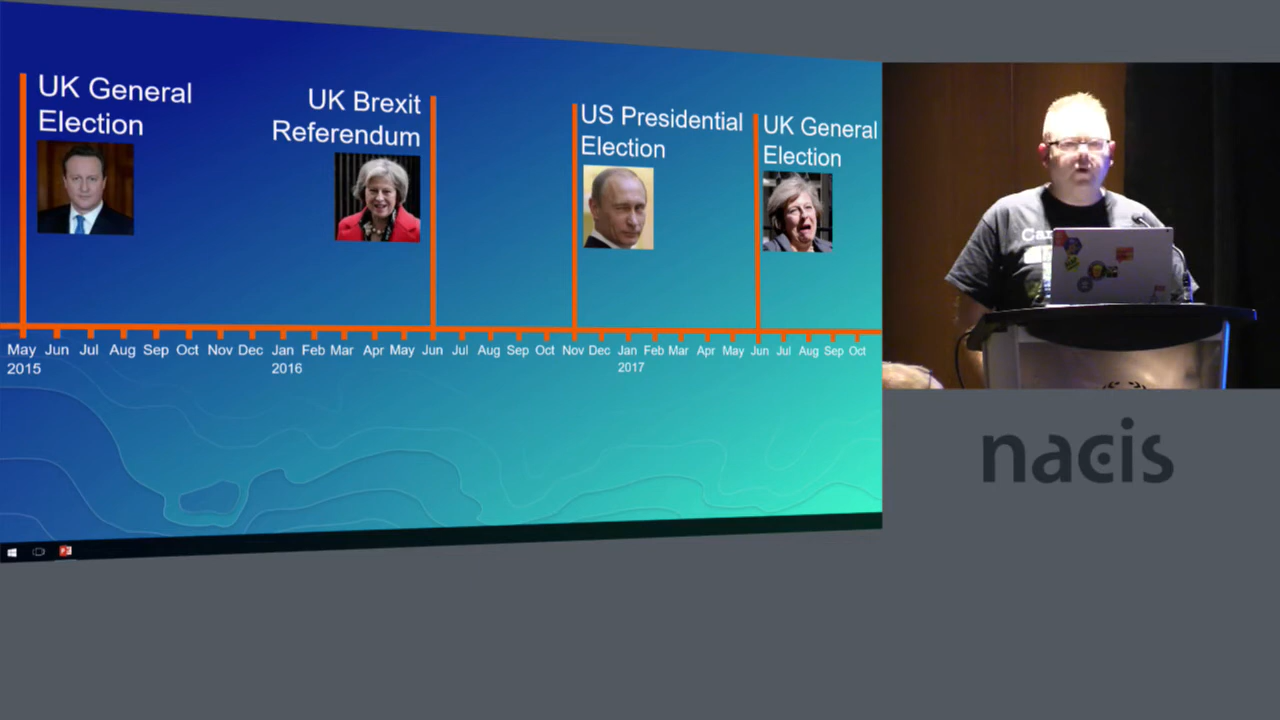 UK General
Election
UK Brexit
Referendum
US Presidential
Election
UK General
Election
May Jun Jul Aug Sep Oct Nov Dec Jan Feb Mar Apr May Jun Jul Aug Sep Oct Nov Dec Jan Feb Mar Apr May Jun Jul Aug Sep Oct
2015 2016 2017
nacis